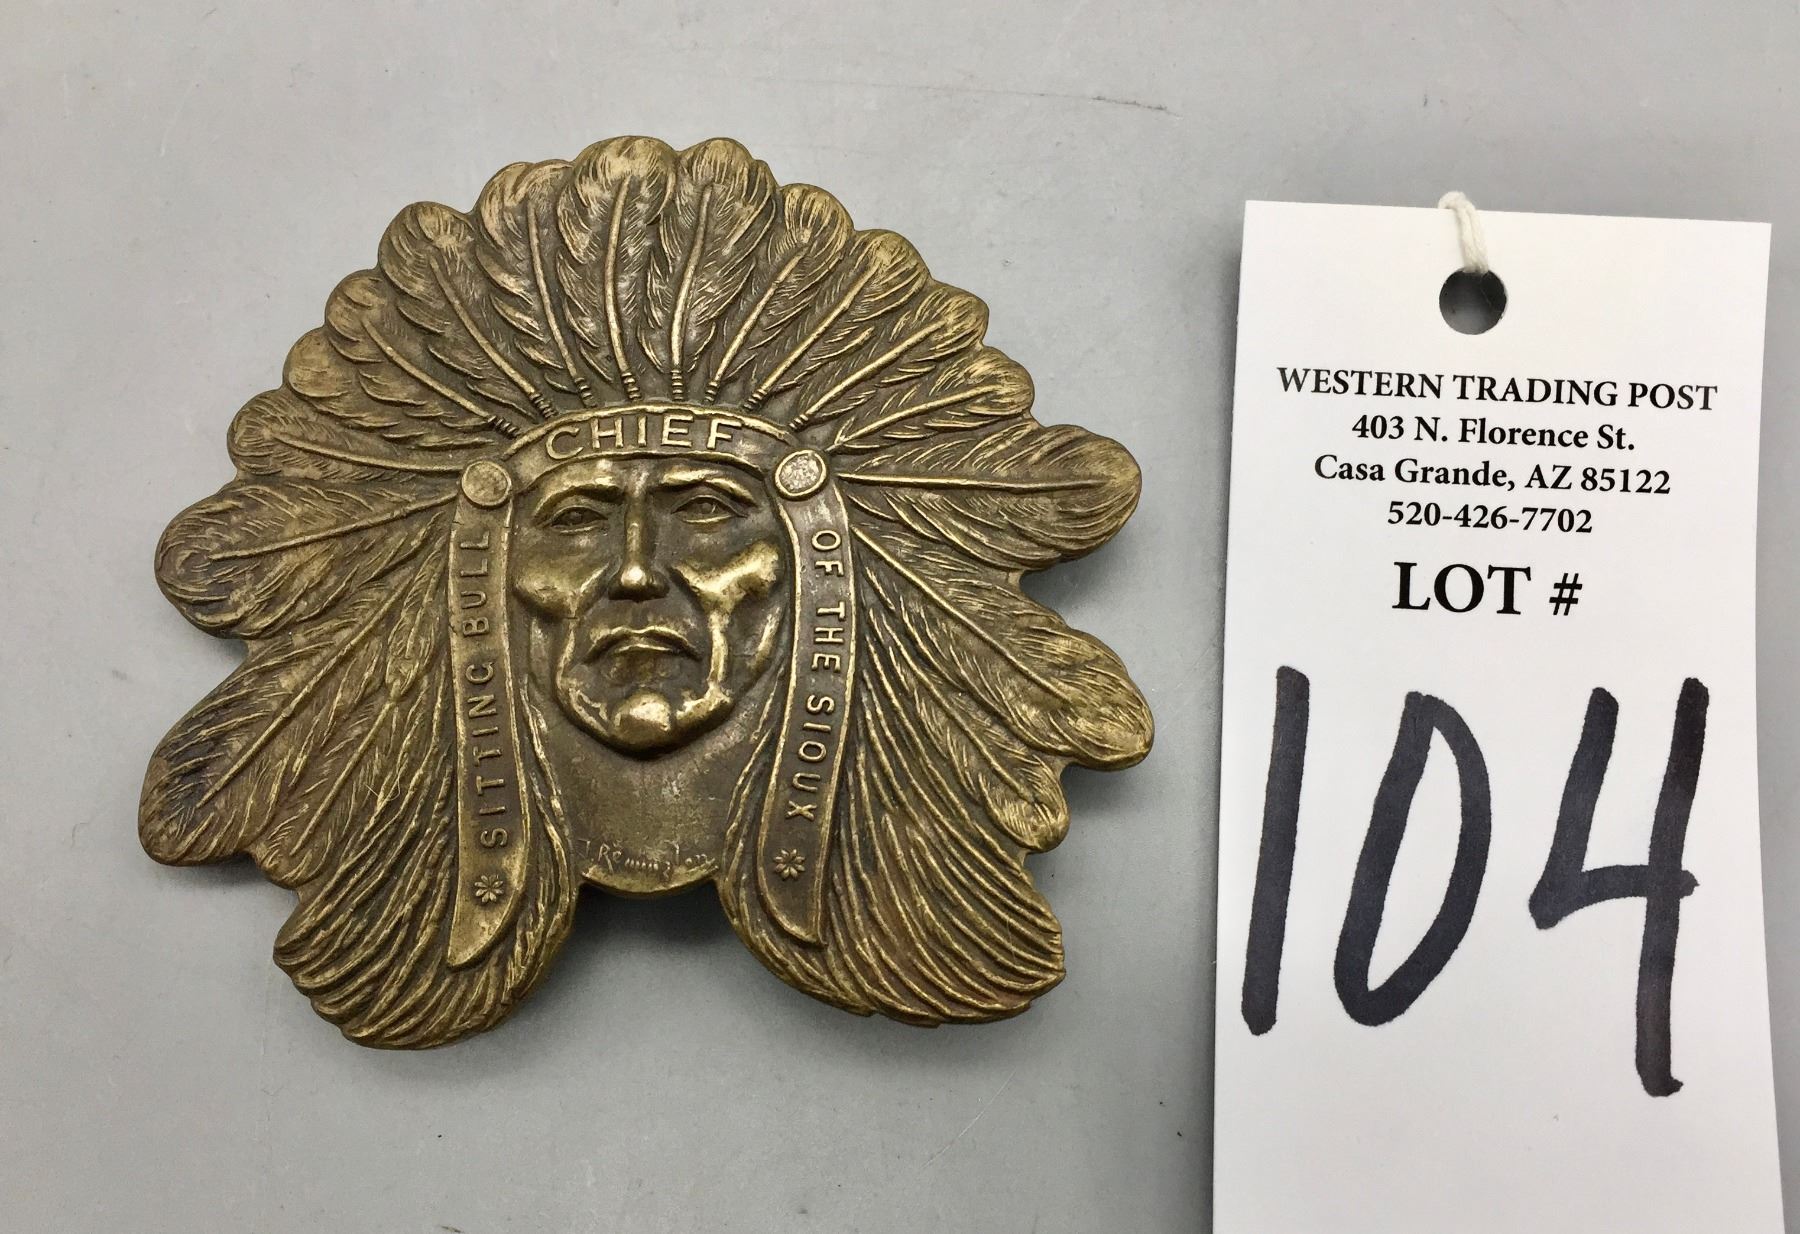 CHIEF
SITTING BULL
OF THE SIOUX
Remington
WESTERN TRADING POST
403 N. Florence St.
Casa Grande, AZ 85122
520-426-7702
LOT #
104